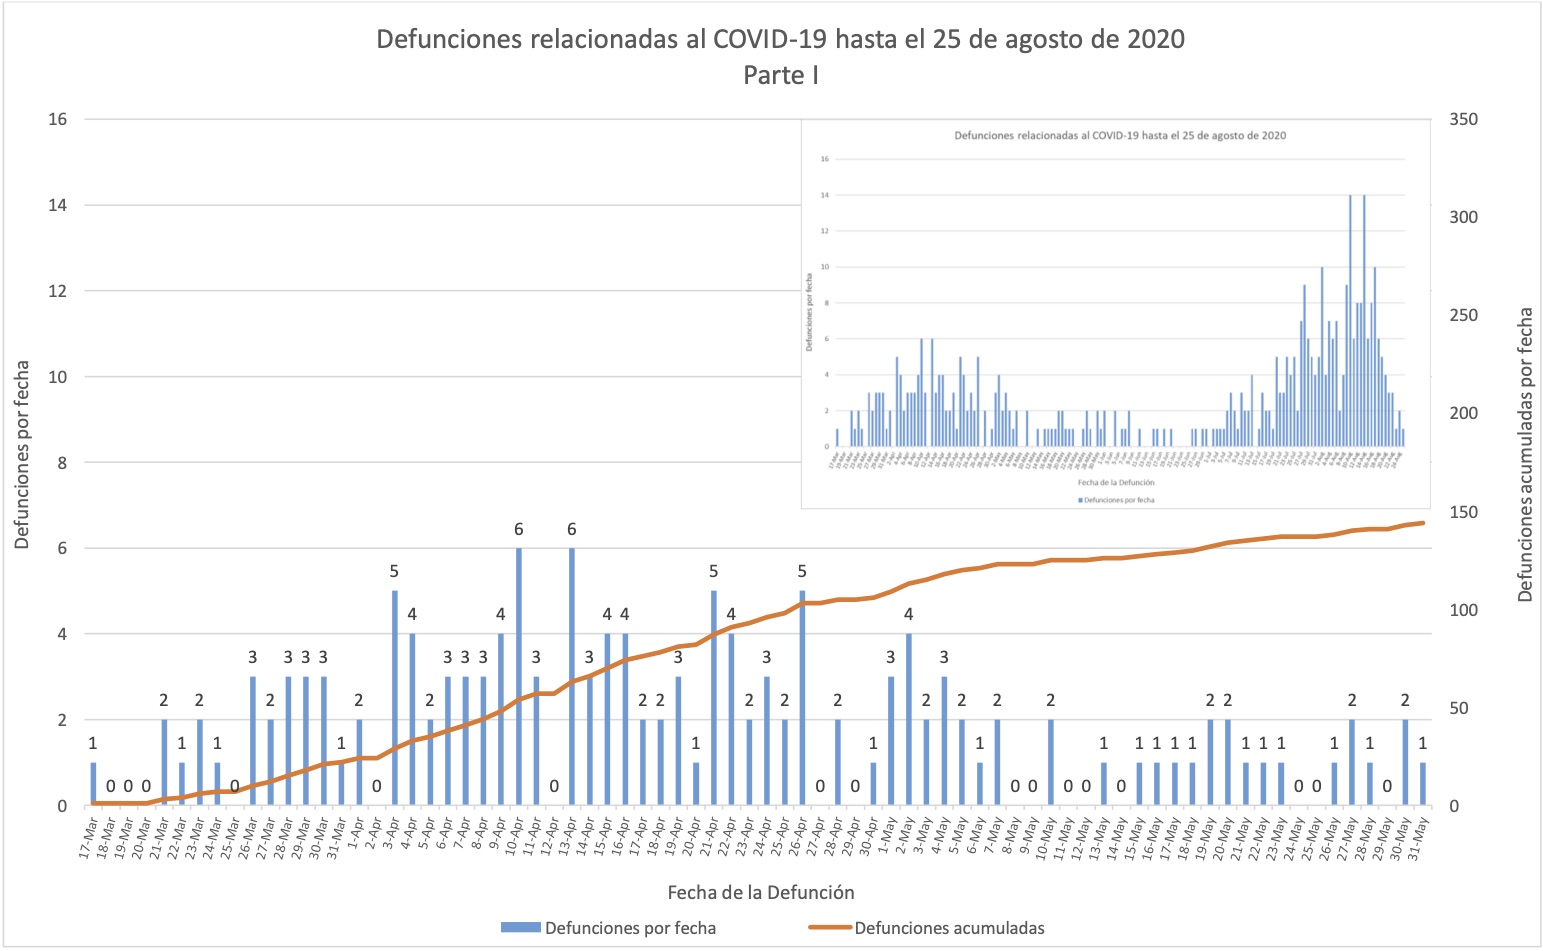 Defunciones relacionadas al COVID-19 hasta el 25 de agosto de 2020
Parte I
16
14
12
10
8
6
4
2
0
Defunciones por fecha
350
300
250
200
150
100
50
0
Defunciones acumuladas por fecha
Defunciones relacionadas al COVID-19 hasta el 25 de agosto de 2020
16
14
12
10
8
6
4
2
0
Defunciones por fecha
Fecha de la Defunción
Defunciones por fecha
1 0 0 0 2 1 2 1 0 3 2 3 3 3 1 2 0 5 4 2 3 3 3 4 6 3 0 6 3 4 4 2 2 3 1 5 4 2 3 2 5 0 2 0 1 3 4 2 3 2 1 2 0 0 2 0 0 1 0 1 1 1 1 2 2 1 1 1 0 0 1 2 1 0 2 1
17-Mar 18-Mar 19-Mar 20-Mar 21-Mar 22-Mar 23-Mar 24-Mar 25-Mar 26-Mar 27-Mar 28-Mar 29-Mar 30-Mar 31-Mar 1-Apr 2-Apr 3-Apr 4-Apr 5-Apr 6-Apr 7-Apr 8-Apr 9-Apr 10-Apr 11-Apr 12-Apr 13-Apr 14-Apr 15-Apr 16-Apr 17-Apr 18-Apr 19-Apr 20-Apr 21-Apr 22-Apr 23-Apr 24-Apr 25-Apr 26-Apr 27-Apr 28-Apr 29-Apr 30-Apr 1-May 2-May 3-May 4-May 5-May 6-May 7-May 8-May 9-May 10-May 11-May 12-May 13-May 14-May 15-May 16-May 17-May 18-May 19-May 20-May 21-May 22-May 23-May 24-May 25-May 26-May 27-May 28-May 29-May 30-May 31-May
Fecha de la Defunción
Defunciones por fecha
Defunciones acumuladas